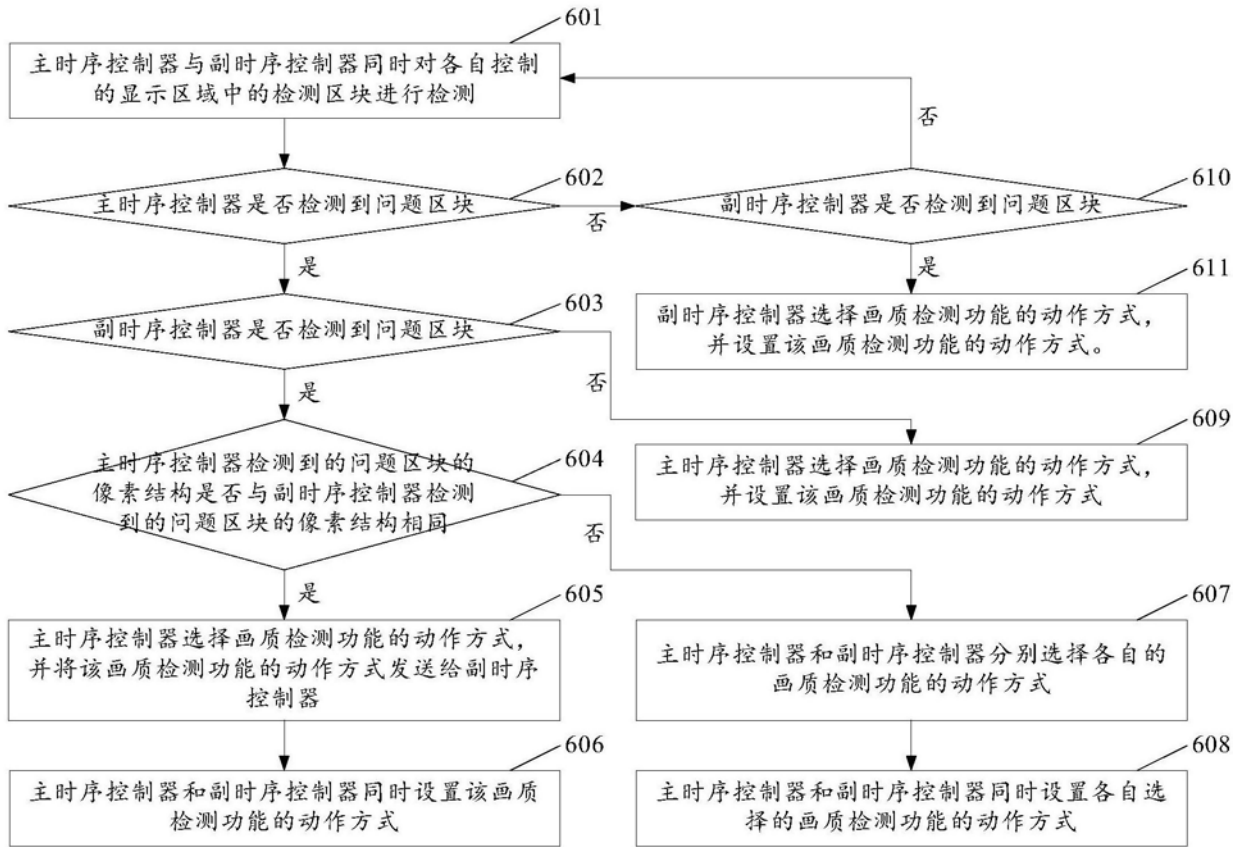 601
主时序控制器与副时序控制器同时对各自控制
的显示区域中的检测区块进行检测
否
602
主时序控制器是否检测到问题区块
否
610
副时序控制器是否检测到问题区块
是
是
603
副时序控制器是否检测到问题区块
611
副时序控制器选择画质检测功能的动作方式，
并设置该画质检测功能的动作方式。
否
是
604
主时序控制器检测到的问题区块的
像素结构是否与副时序控制器检测
到的问题区块的像素结构相同
609
主时序控制器选择画质检测功能的动作方式，
并设置该画质检测功能的动作方式
否
是
605
主时序控制器选择画质检测功能的动作方式，
并将该画质检测功能的动作方式发送给副时序
控制器
607
主时序控制器和副时序控制器分别选择各自的
画质检测功能的动作方式
606
主时序控制器和副时序控制器同时设置该画质
检测功能的动作方式
608
主时序控制器和副时序控制器同时设置各自选
择的画质检测功能的动作方式